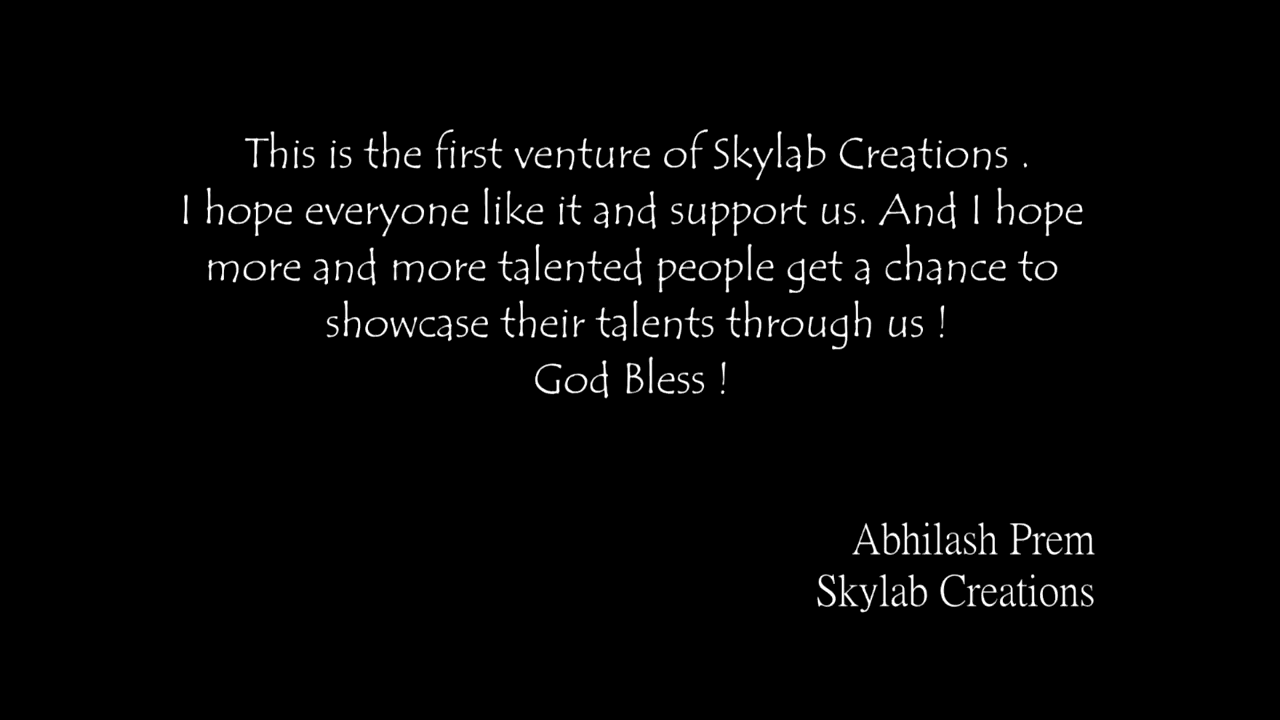 This is the first venture of Skylab Creations .
I hope everyone like it and support us. And I hope
more and more talented people get a chance to
showcase their talents through us !
God Bless !
Abhilash Prem
Skylab Creations